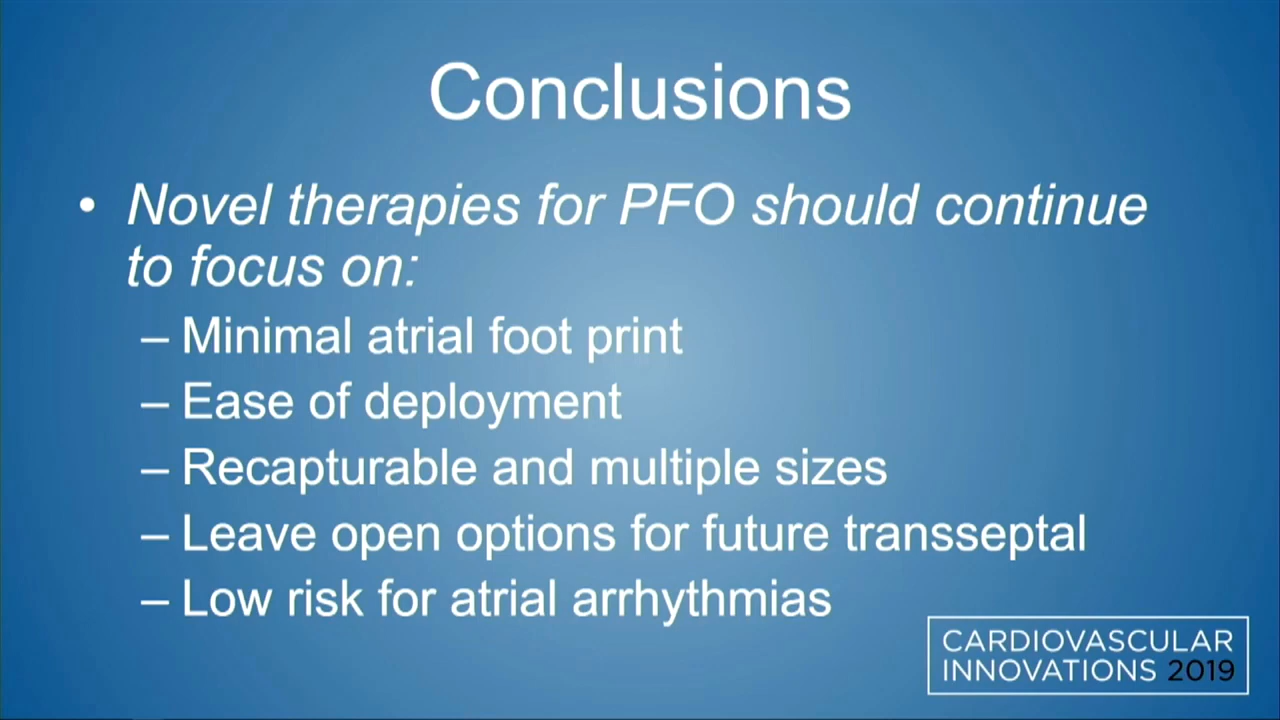 Conclusions
• Novel therapies for PFO should continue
to focus on:
– Minimal atrial foot print
– Ease of deployment
– Recapturable and multiple sizes
– Leave open options for future transseptal
– Low risk for atrial arrhythmias
CARDIOVASCULAR
INNOVATIONS 2019